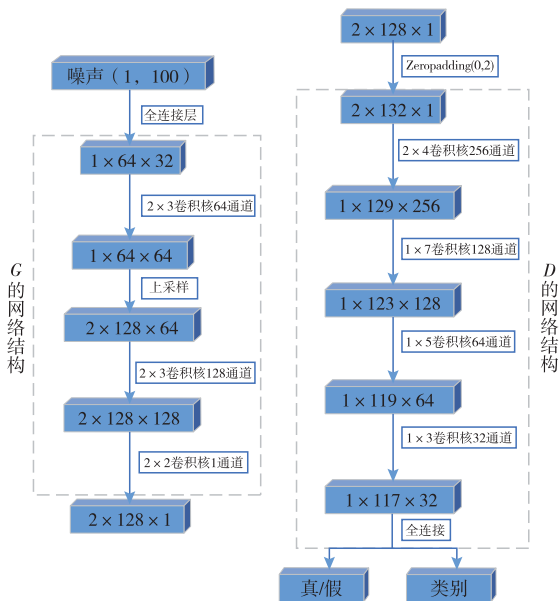 噪声（1，100）
全连接层
1×64×32
2×3卷积核64通道
1×64×64
上采样
2×128×64
2×3卷积核128通道
2×128×128
2×2卷积核1通道
2×128×1
G的网络结构
2×128×1
Zeropadding(0,2)
2×132×1
2×4卷积核256通道
1×129×256
1×7卷积核128通道
1×123×128
1×5卷积核64通道
1×119×64
1×3卷积核32通道
1×117×32
全连接
真/假
类别
D的网络结构